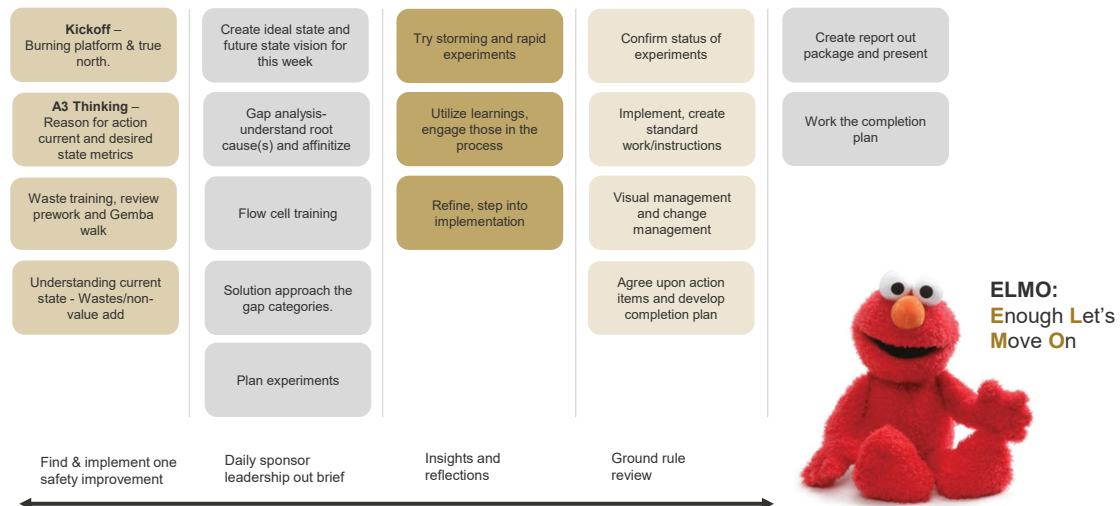 Kickoff –
Burning platform & true
north.
A3 Thinking –
Reason for action
current and desired
state metrics
Waste training, review
prework and Gemba
walk
Understanding current
state - Wastes/non-
value add
Create ideal state and
future state vision for
this week
Gap analysis-
understand root
cause(s) and affinitize
Flow cell training
Solution approach the
gap categories.
Plan experiments
Try storming and rapid
experiments
Utilize learnings,
engage those in the
process
Refine, step into
implementation
Confirm status of
experiments
Implement, create
standard
work/instructions
Visual management
and change
management
Agree upon action
items and develop
completion plan
Create report out
package and present
Work the completion
plan
ELMO:
Enough Let's
Move On
Find & implement one
safety improvement
Daily sponsor
leadership out brief
Insights and
reflections
Ground rule
review